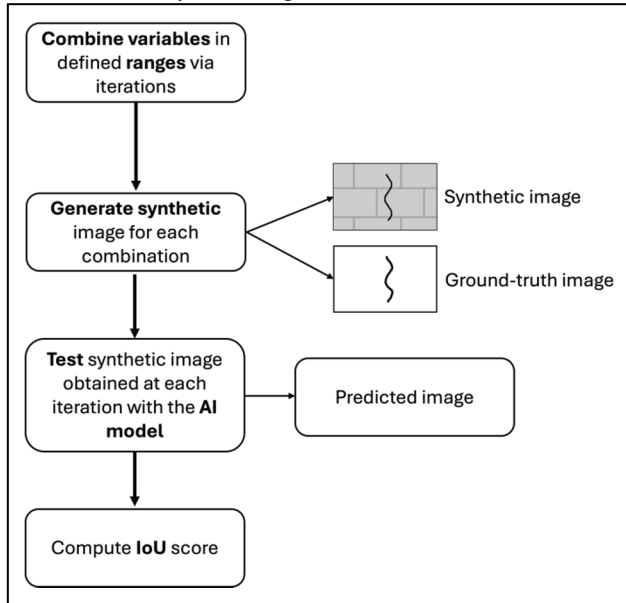 Combine variables in
defined ranges via
iterations
Generate synthetic
image for each
combination
Synthetic image
Ground-truth image
Test synthetic image
obtained at each
iteration with the AI
model
Predicted image
Compute IoU score